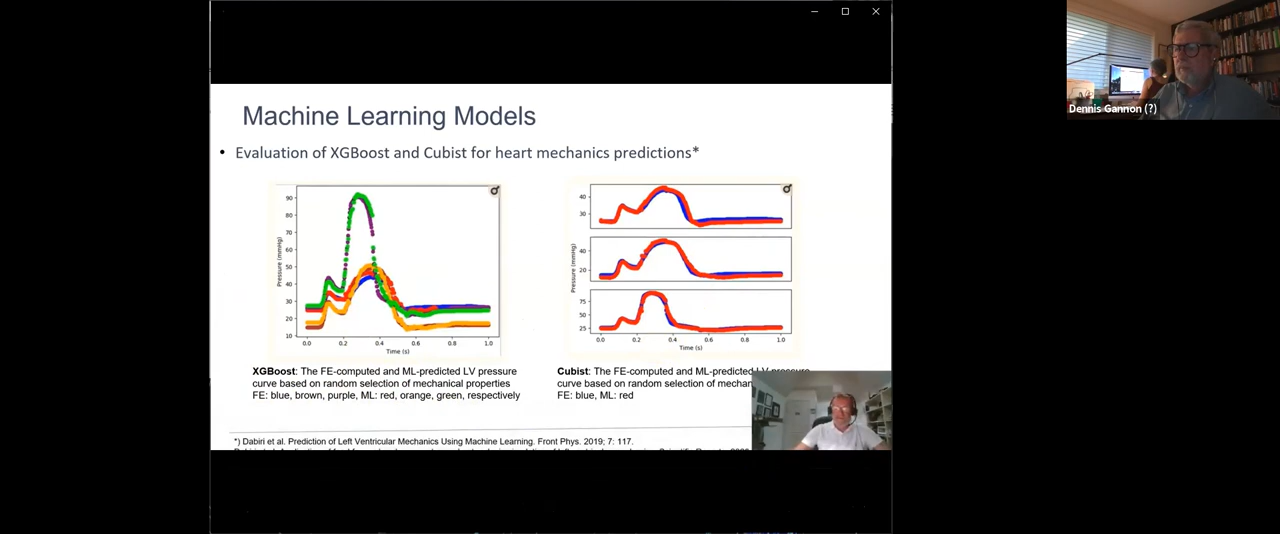 Machine Learning Models
• Evaluation of XGBoost and Cubist for heart mechanics predictions*
90
80
70
60
50
40
30
20
10
Pressure (mmHg)
0.0 0.2 0.4 0.6 0.8 1.0
Time (s)
40
30
40
20
75
50
25
Pressure (mmHg)
0.0 0.2 0.4 0.6 0.8 1.0
Time (s)
XGBoost: The FE-computed and ML-predicted LV pressure
curve based on random selection of mechanical properties
FE: blue, brown, purple, ML: red, orange, green, respectively
Cubist: The FE-computed and ML-predicted LV pressure
curve based on random selection of mechan
FE: blue, ML: red
*) Dabiri et al. Prediction of Left Ventricular Mechanics Using Machine Learning. Front Phys. 2019; 7: 117.
Dennis Gannon (?)